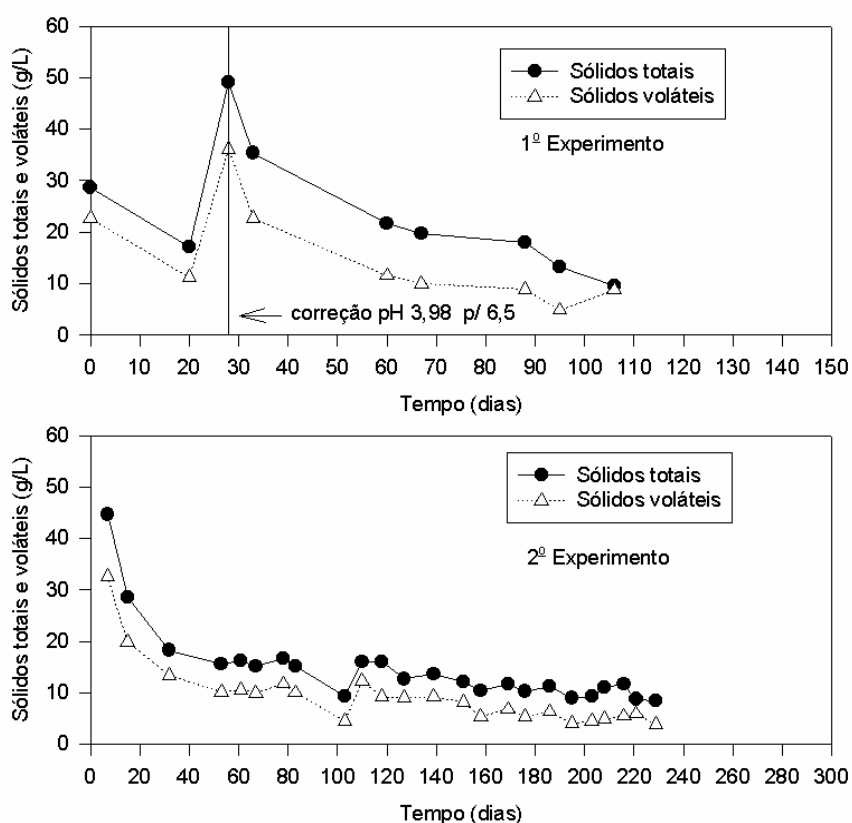 Sólidos totais e voláteis (g/L)
60
50
40
30
20
10
0
Sólidos totais
Sólidos voláteis
1º Experimento
correção pH 3,98 p/ 6,5
0 10 20 30 40 50 60 70 80 90 100 110 120 130 140 150
Tempo (dias)
Sólidos totais e voláteis (g/L)
60
50
40
30
20
10
0
Sólidos totais
Sólidos voláteis
2º Experimento
0 20 40 60 80 100 120 140 160 180 200 220 240 260 280 300
Tempo (dias)